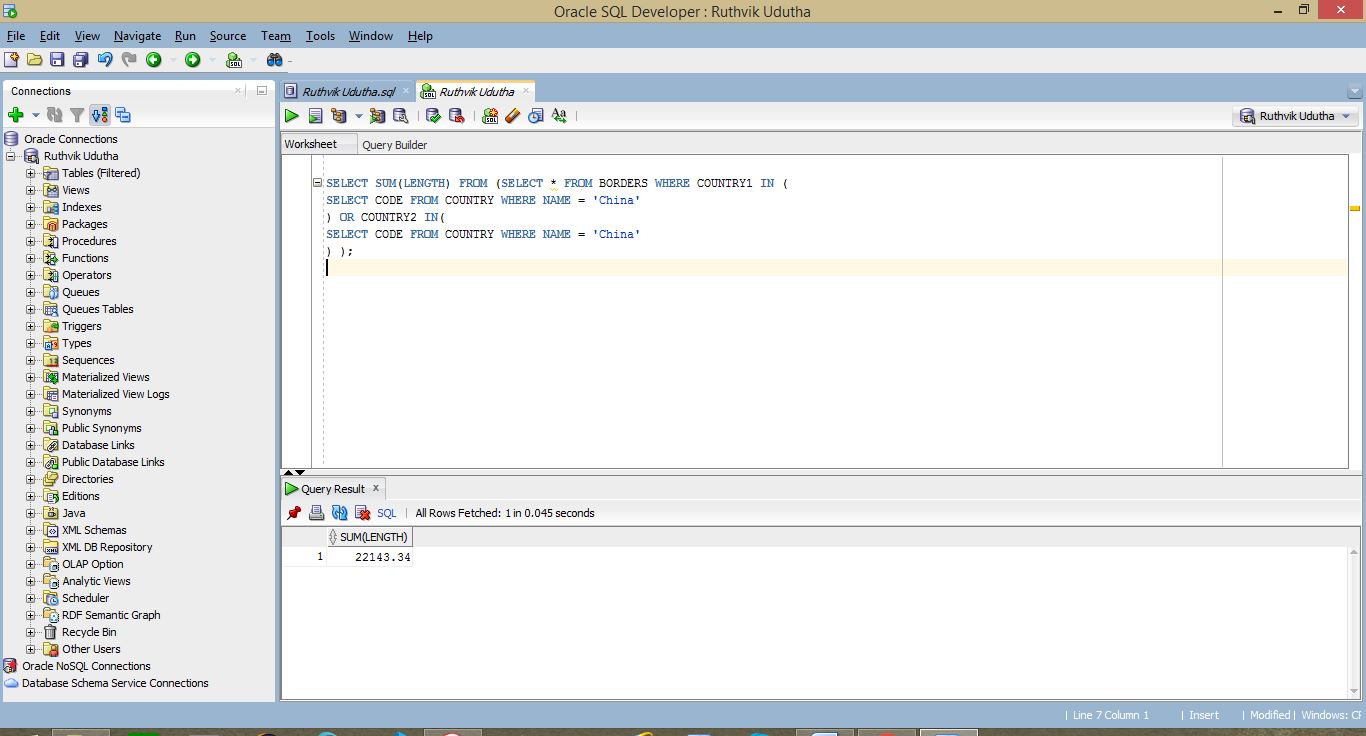 Oracle SQL Developer : Ruthvik Udutha
File Edit View Navigate Run Source Team Tools Window Help
Connections
Oracle Connections
Ruthvik Udutha
Tables (Filtered)
Views
Indexes
Packages
Procedures
Functions
Operators
Queues
Queues Tables
Triggers
Types
Sequences
Materialized Views
Materialized View Logs
Synonyms
Public Synonyms
Database Links
Public Database Links
Directories
Editions
Java
XML Schemas
XML DB Repository
OLAP Option
Analytic Views
Scheduler
RDF Semantic Graph
Recycle Bin
Other Users
Oracle NoSQL Connections
Database Schema Service Connections
Ruthvik Udutha.sql Ruthvik Udutha
Ruthvik Udutha
Worksheet Query Builder
SELECT SUM(LENGTH) FROM (SELECT * FROM BORDERS WHERE COUNTRY1 IN (
SELECT CODE FROM COUNTRY WHERE NAME = 'China'
) OR COUNTRY2 IN(
SELECT CODE FROM COUNTRY WHERE NAME = 'China'
) );
Query Result
SQL | All Rows Fetched: 1 in 0.045 seconds
SUM(LENGTH)
1 22143.34
| Line 7 Column 1 | Insert | Modified | Windows: CF